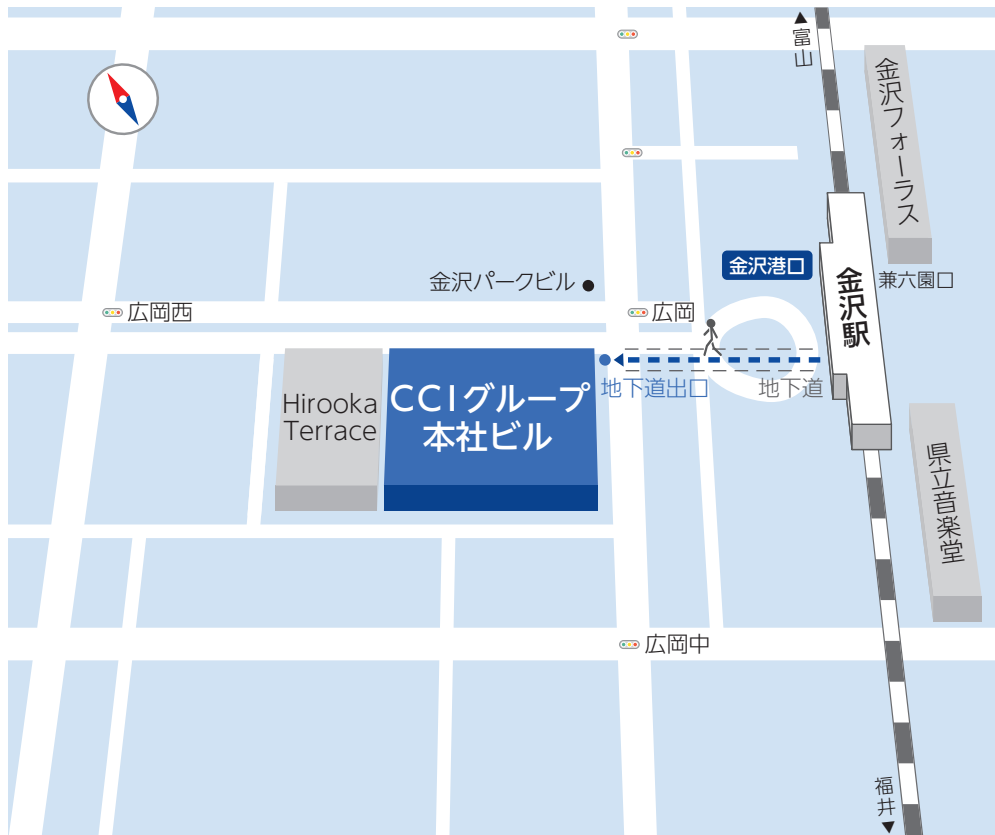 ▲富山
金沢フォーラス
金沢港口
兼六園口
金沢パークビル ●
金沢駅
広岡西
広岡
地下道出口
地下道
Hirooka
Terrace
CCIグループ
本社ビル
県立音楽堂
広岡中
福井▼